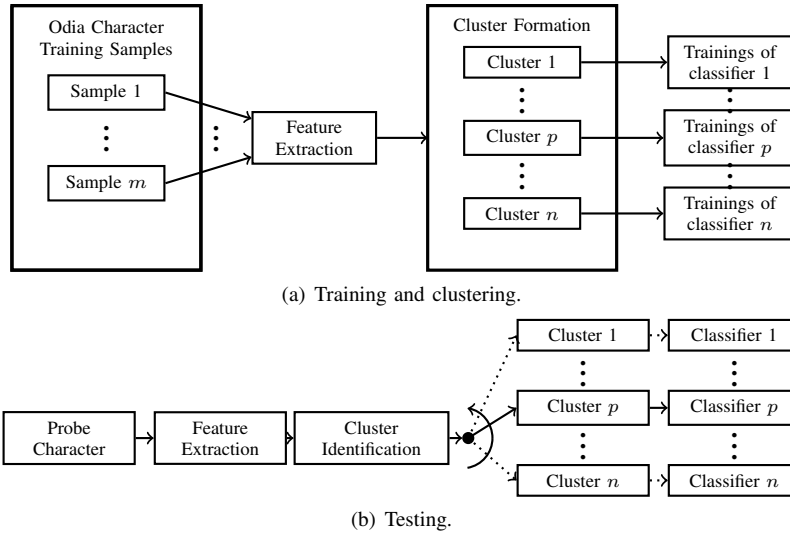 Odia Character
Training Samples
Sample 1
Sample m
Feature
Extraction
Cluster Formation
Cluster 1
Cluster p
Cluster n
Trainings of
classifier 1
Trainings of
classifier p
Trainings of
classifier n
(a) Training and clustering.
Probe
Character
Feature
Extraction
Cluster
Identification
Cluster 1
Classifier 1
Cluster p
Classifier p
Cluster n
Classifier n
(b) Testing.